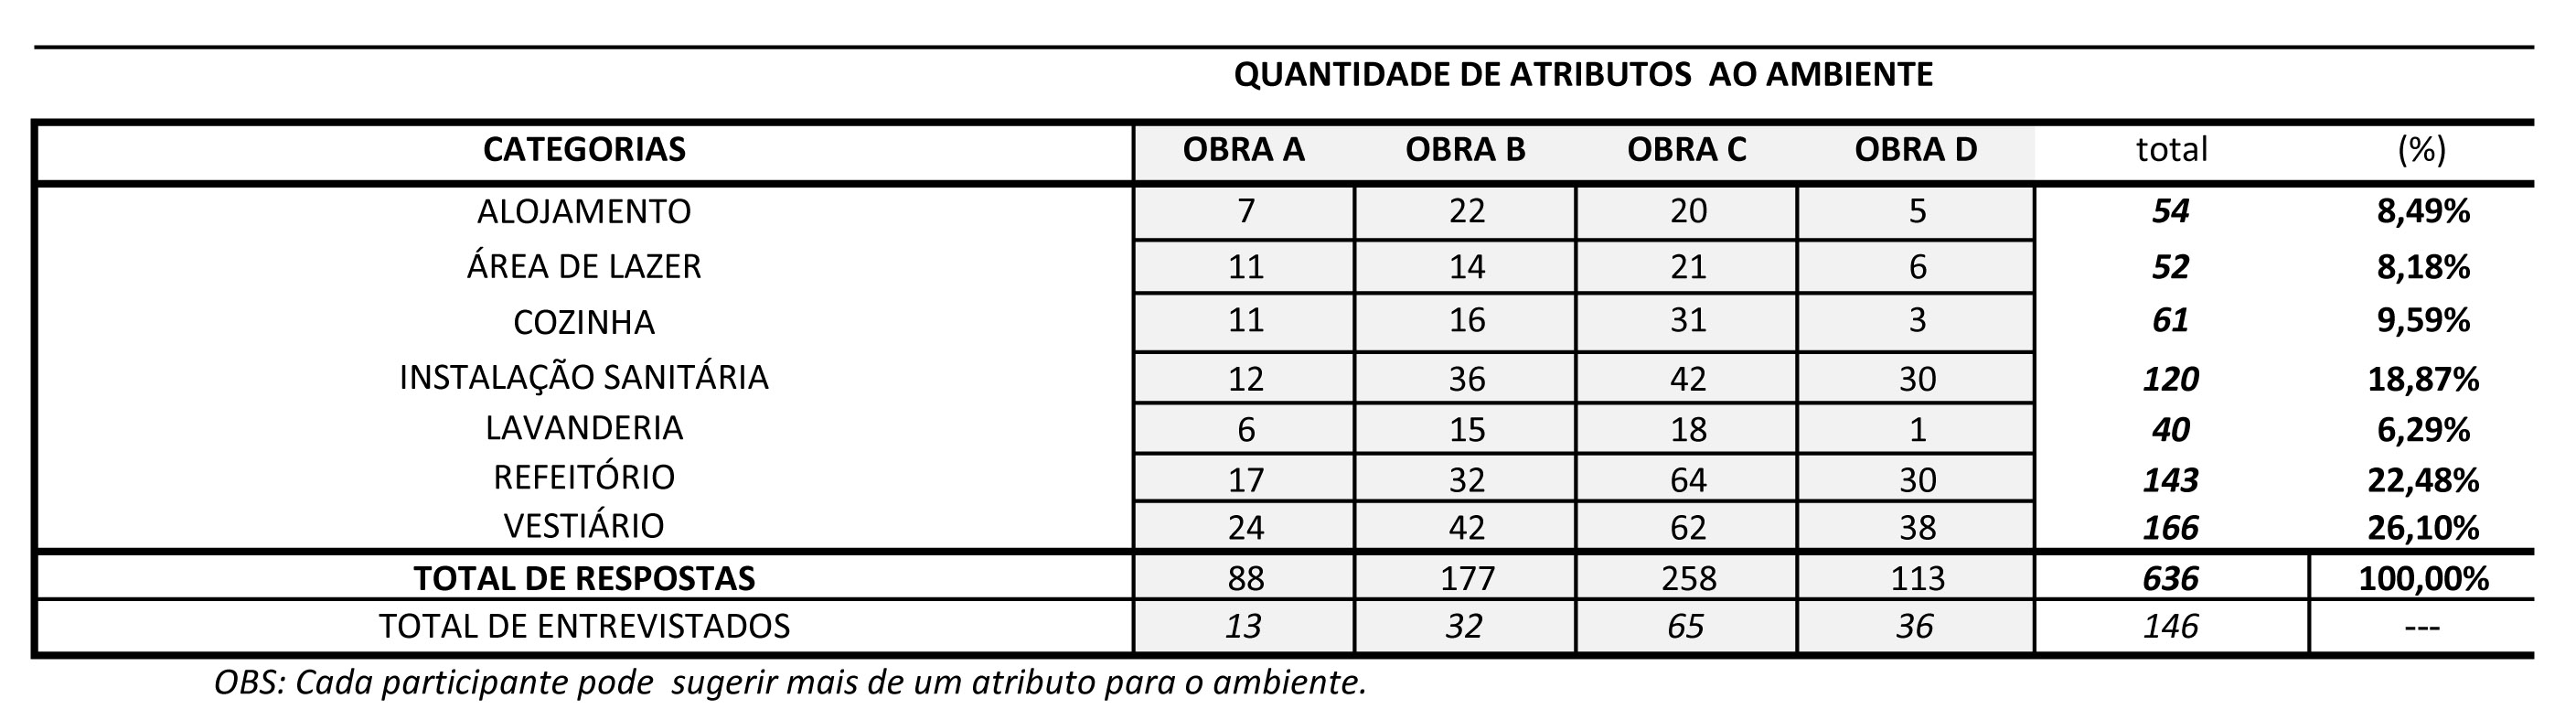 QUANTIDADE DE ATRIBUTOS  AO AMBIENTE
CATEGORIAS OBRA A OBRA B OBRA C OBRA D total (%)
ALOJAMENTO 7 22 20 5 54 8,49%
ÁREA DE LAZER 11 14 21 6 52 8,18%
COZINHA 11 16 31 3 61 9,59%
INSTALAÇÃO SANITÁRIA 12 36 42 30 120 18,87%
LAVANDERIA 6 15 18 1 40 6,29%
REFEITÓRIO 17 32 64 30 143 22,48%
VESTIÁRIO 24 42 62 38 166 26,10%
TOTAL DE RESPOSTAS 88 177 258 113 636 100,00%
TOTAL DE ENTREVISTADOS 13 32 65 36 146 ---
OBS: Cada participante pode  sugerir mais de um atributo para o ambiente.